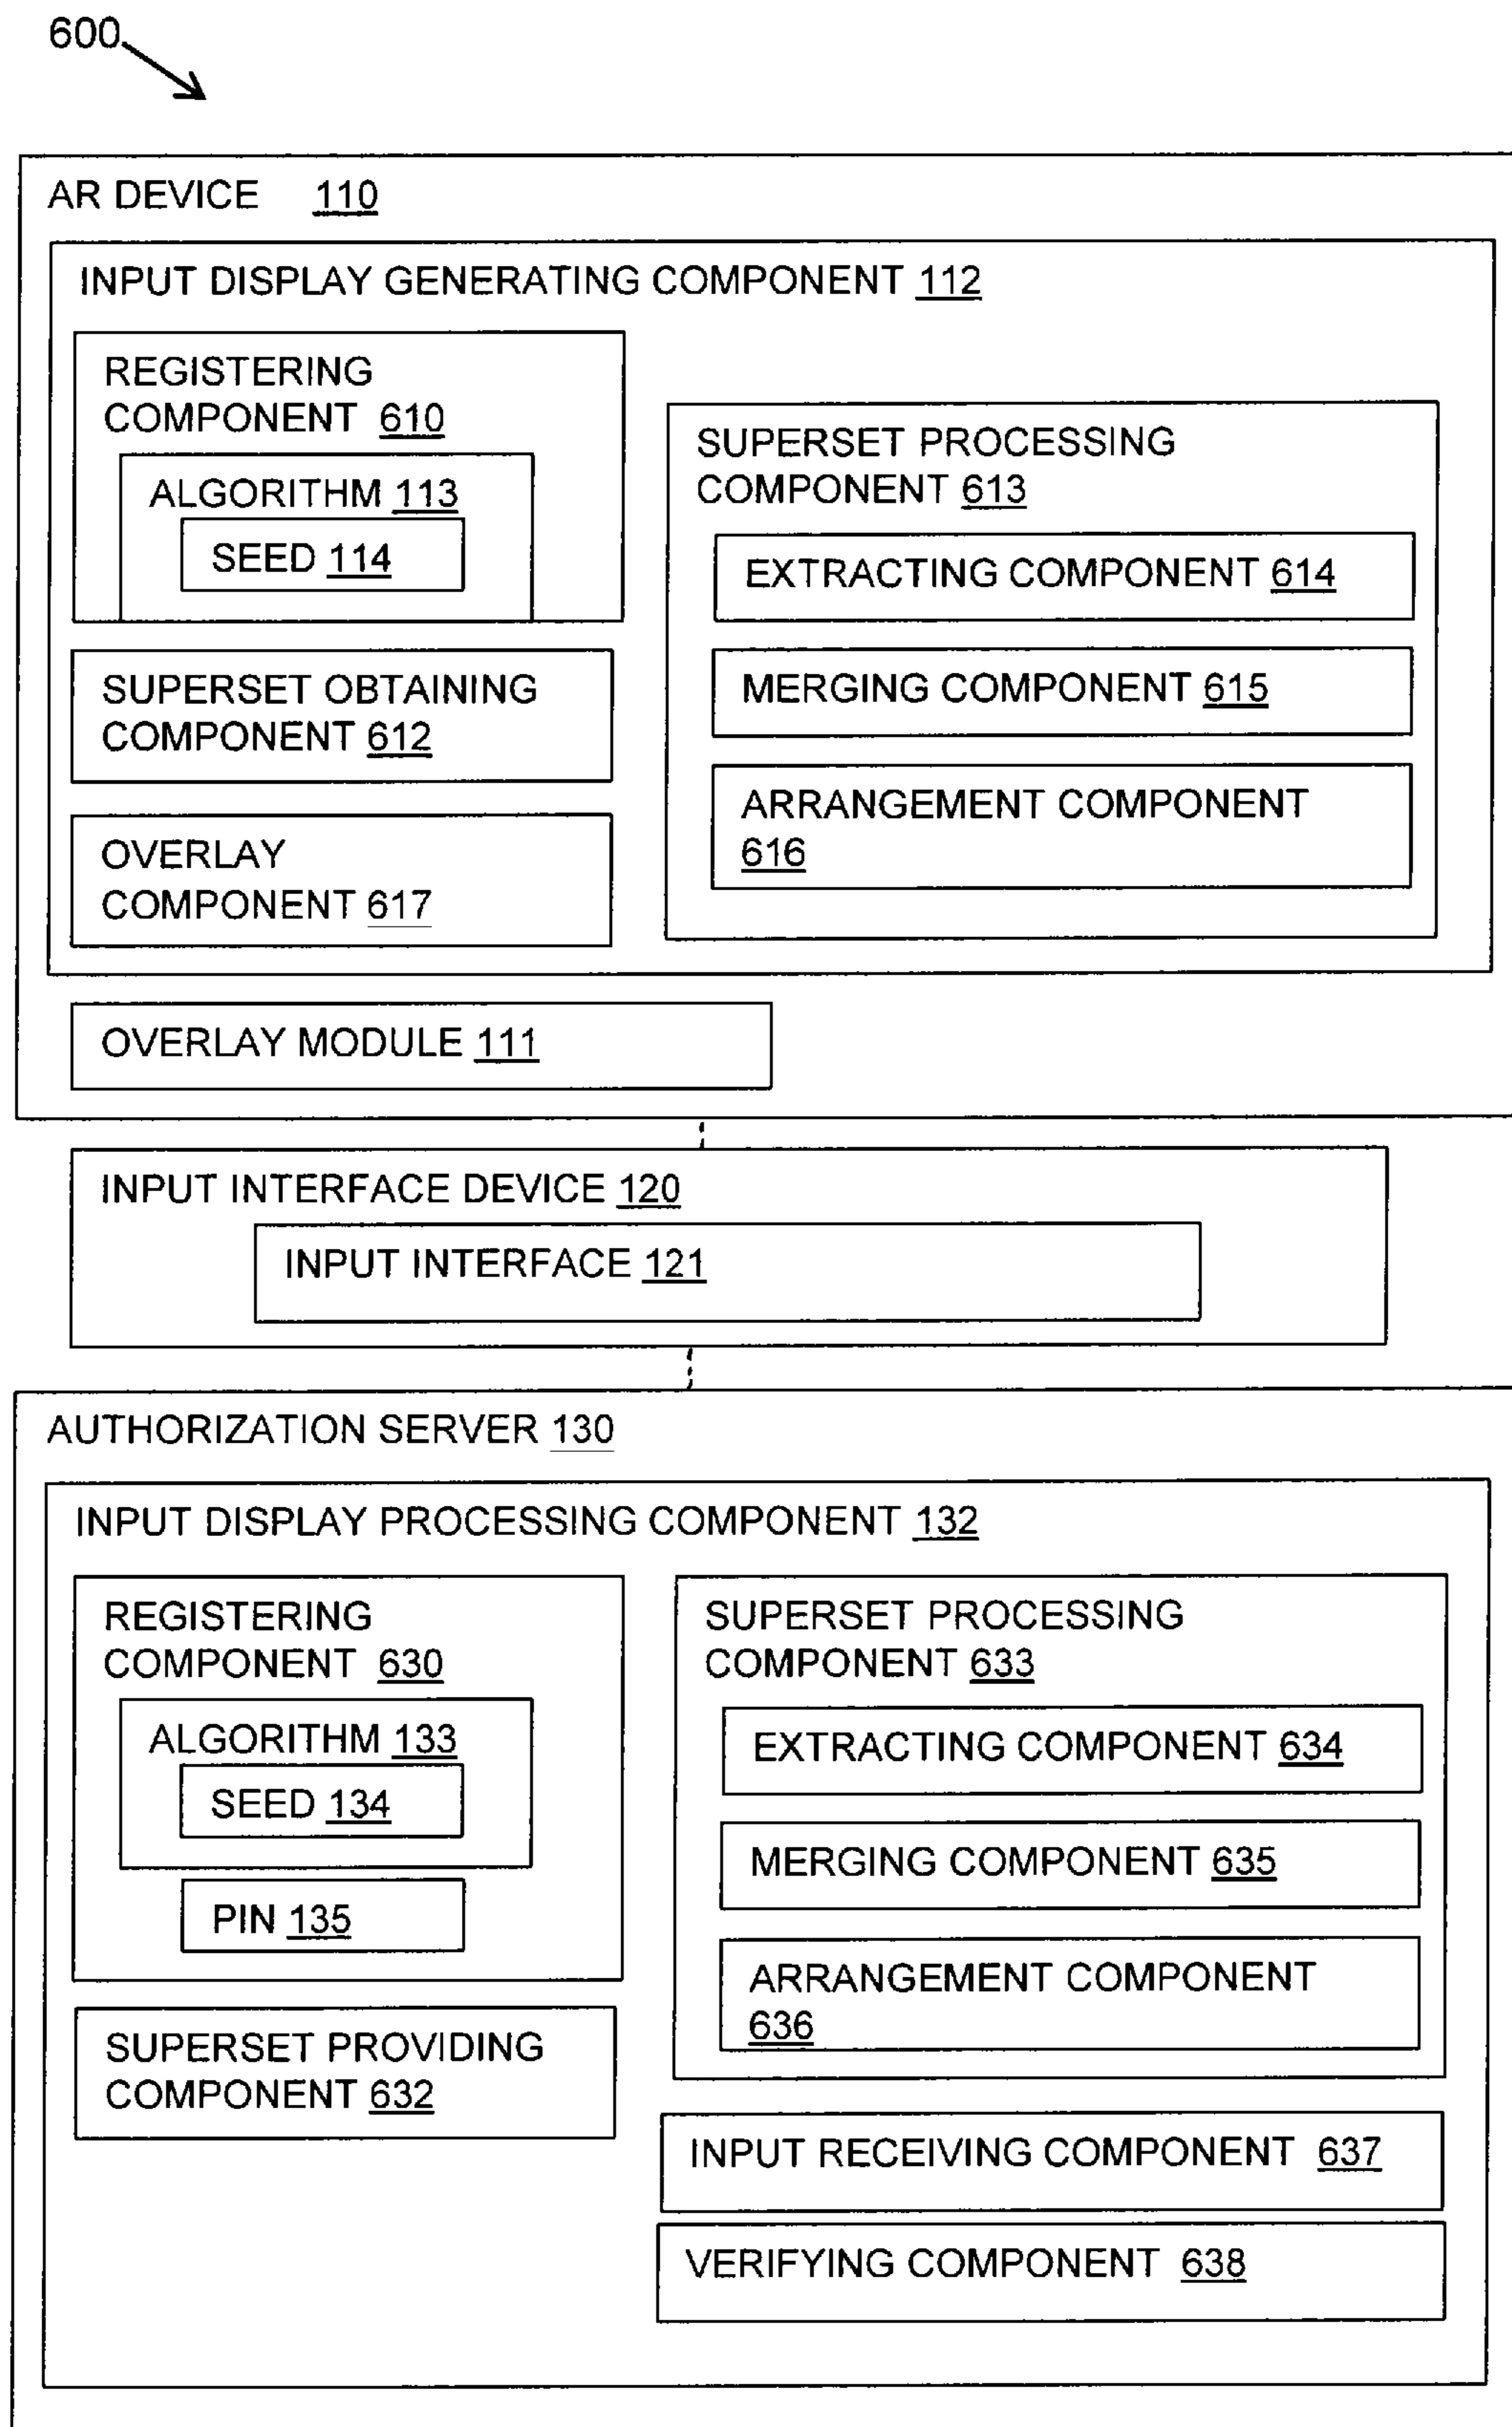 600
AR DEVICE 110
INPUT DISPLAY GENERATING COMPONENT 112
REGISTERING
COMPONENT 610
ALGORITHM 113
SEED 114
SUPERSET OBTAINING
COMPONENT 612
OVERLAY
COMPONENT 617
SUPERSET PROCESSING
COMPONENT 613
EXTRACTING COMPONENT 614
MERGING COMPONENT 615
ARRANGEMENT COMPONENT
616
OVERLAY MODULE 111
INPUT INTERFACE DEVICE 120
INPUT INTERFACE 121
AUTHORIZATION SERVER 130
INPUT DISPLAY PROCESSING COMPONENT 132
REGISTERING
COMPONENT 630
ALGORITHM 133
SEED 134
PIN 135
SUPERSET PROVIDING
COMPONENT 632
SUPERSET PROCESSING
COMPONENT 633
EXTRACTING COMPONENT 634
MERGING COMPONENT 635
ARRANGEMENT COMPONENT
636
INPUT RECEIVING COMPONENT 637
VERIFYING COMPONENT 638